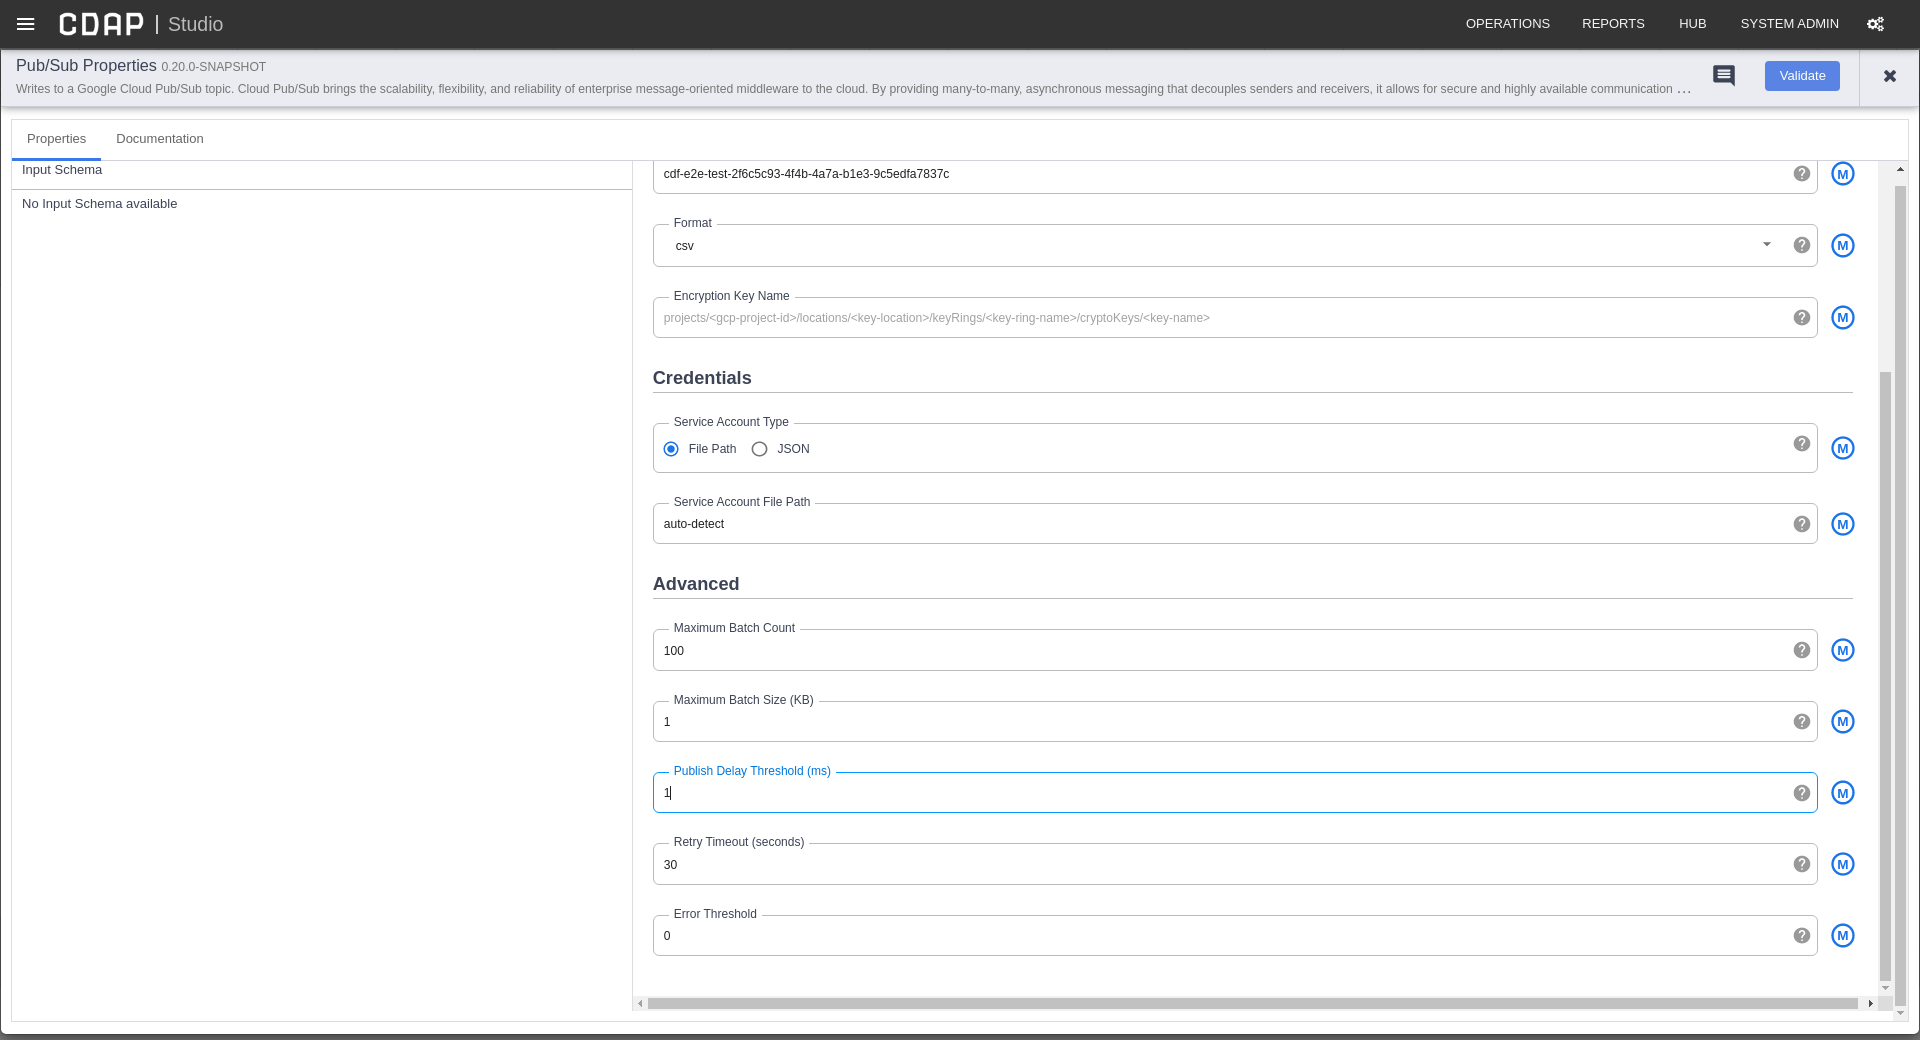 CDAP | Studio
OPERATIONS REPORTS HUB SYSTEM ADMIN
Pub/Sub Properties 0.20.0-SNAPSHOT
Writes to a Google Cloud Pub/Sub topic. Cloud Pub/Sub brings the scalability, flexibility, and reliability of enterprise message-oriented middleware to the cloud. By providing many-to-many, asynchronous messaging that decouples senders and receivers, it allows for secure and highly available communication ...
Validate
Properties Documentation
Input Schema
No Input Schema available
cdf-e2e-test-2f6c5c93-4f4b-4a7a-b1e3-9c5edfa7837c
? M
Format
csv
? M
Encryption Key Name
projects/<gcp-project-id>/locations/<key-location>/keyRings/<key-ring-name>/cryptoKeys/<key-name>
? M
Credentials
Service Account Type
File Path JSON
? M
Service Account File Path
auto-detect
? M
Advanced
Maximum Batch Count
100
? M
Maximum Batch Size (KB)
1
? M
Publish Delay Threshold (ms)
1
? M
Retry Timeout (seconds)
30
? M
Error Threshold
0
? M